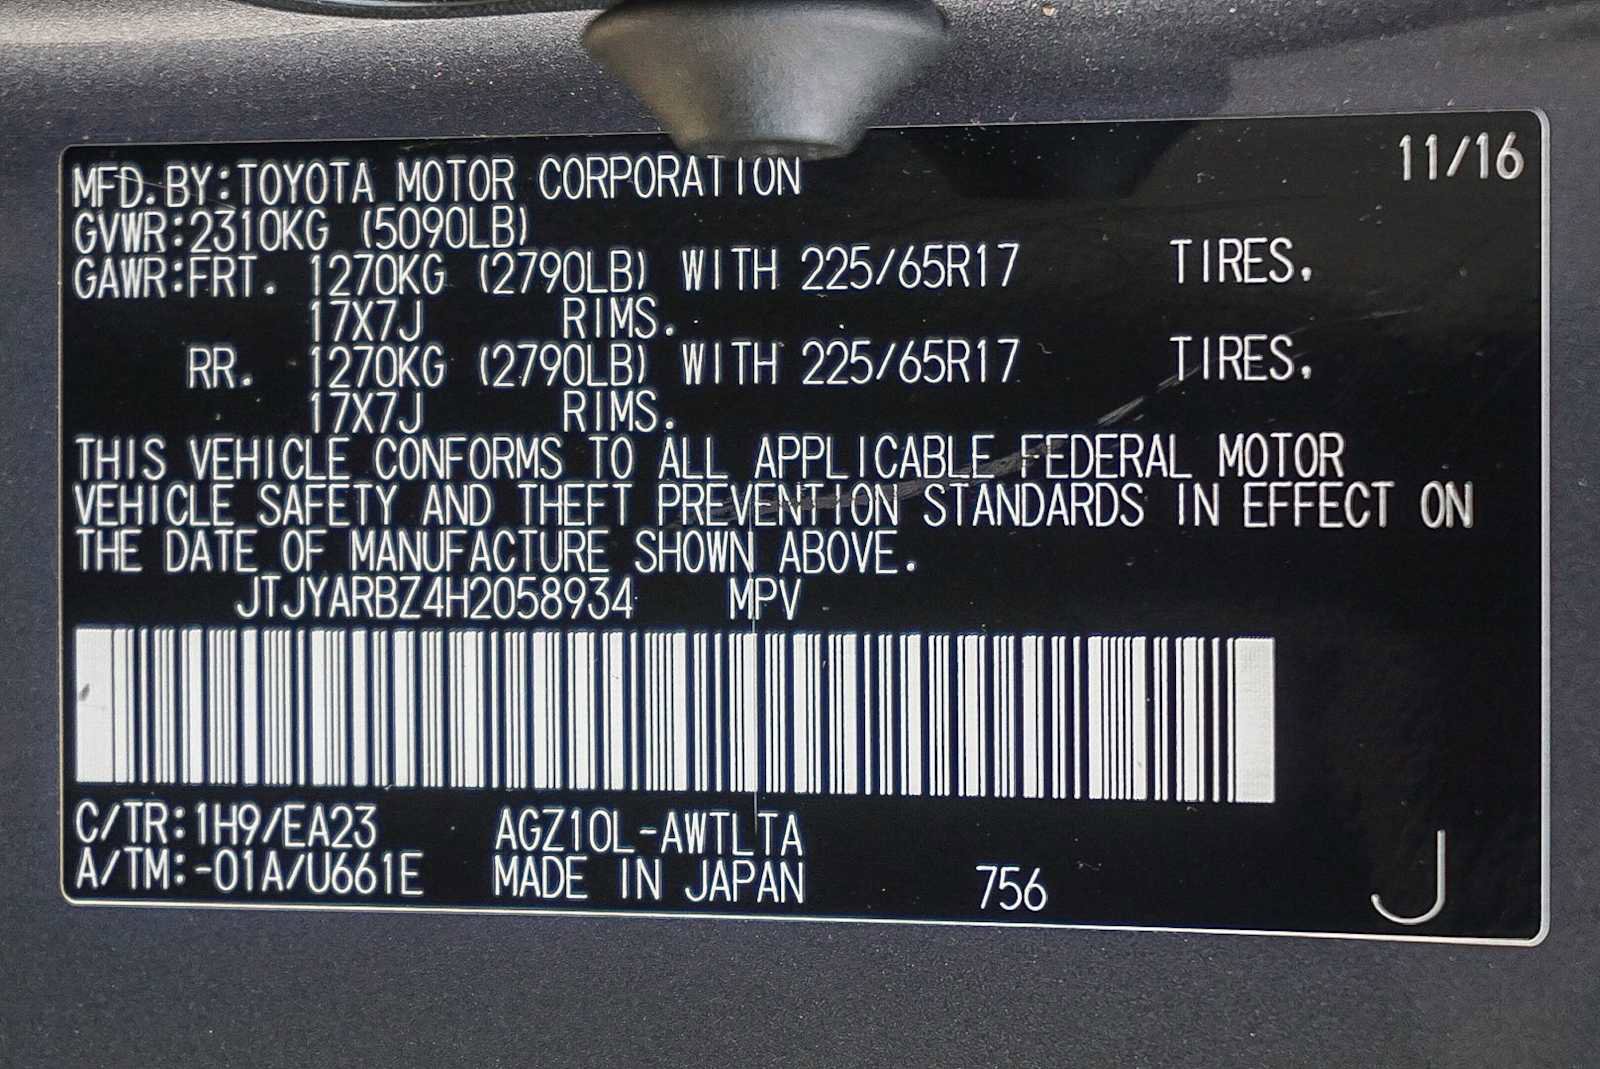 11/16
MFD.BY:TOYOTA MOTOR CORPORATION
GVWR:2310KG (5090LB)
GAWR:FRT. 1270KG (2790LB) WITH 225/65R17 TIRES,
17X7J RIMS.
RR. 1270KG (2790LB) WITH 225/65R17 TIRES,
17X7J RIMS.
THIS VEHICLE CONFORMS TO ALL APPLICABLE FEDERAL MOTOR
VEHICLE SAFETY AND THEFT PREVENTION STANDARDS IN EFFECT ON
THE DATE OF MANUFACTURE SHOWN ABOVE.
JTJYARBZ4H2058934 MPV
C/TR:1H9/EA23 AGZ10L-AWTLTA
A/TM:-01A/U661E MADE IN JAPAN 756 J